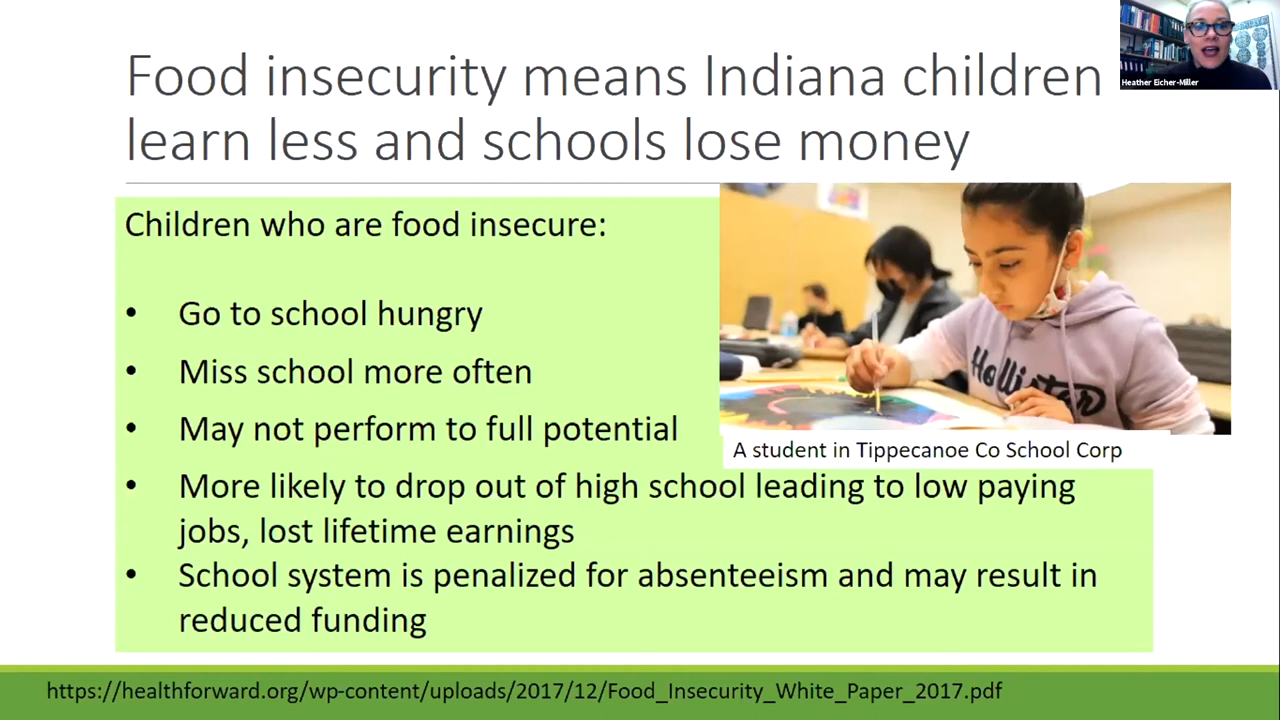 Food insecurity means Indiana children
learn less and schools lose money
Heather Eicher-Miller
Children who are food insecure:
• Go to school hungry
• Miss school more often
• May not perform to full potential
Hollister
A student in Tippecanoe Co School Corp
• More likely to drop out of high school leading to low paying
jobs, lost lifetime earnings
• School system is penalized for absenteeism and may result in
reduced funding
https://healthforward.org/wp-content/uploads/2017/12/Food_Insecurity_White_Paper_2017.pdf